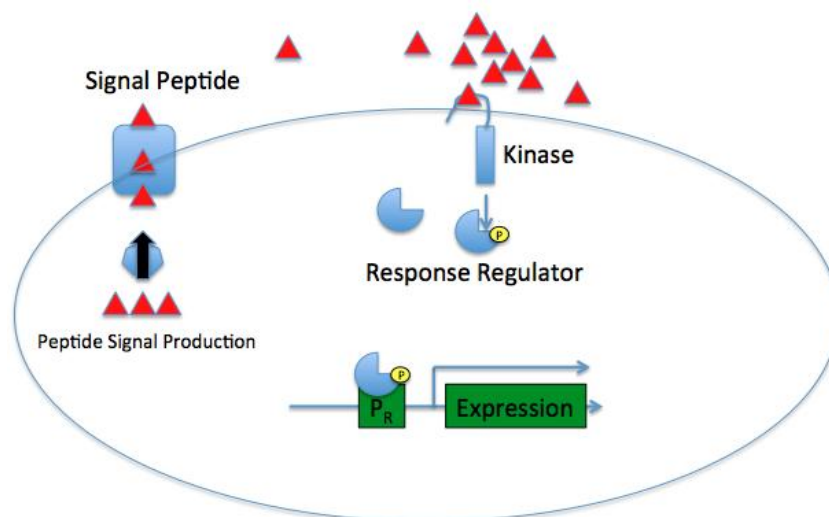 Signal Peptide
Kinase
P
Response Regulator
Peptide Signal Production
P
PR
Expression